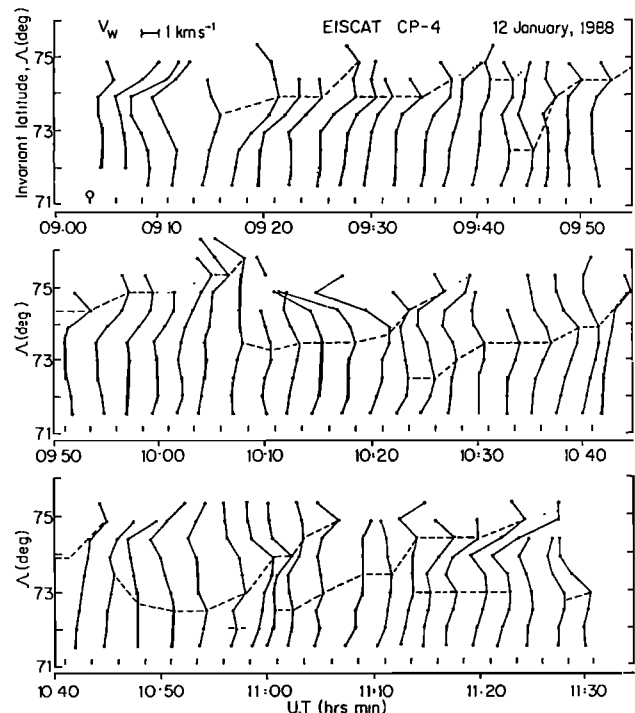 V_W ⊢⊣ 1 km s⁻¹ EISCAT CP-4 12 January, 1988
Invariant latitude, Λ(deg)
75
73
71
09:00 09:10 09:20 09:30 09:40 09:50
Λ(deg)
75
73
71
09:50 10:00 10:10 10:20 10:30 10:40
Λ(deg)
75
73
71
10:40 10:50 11:00 11:10 11:20 11:30
U.T (hrs min)